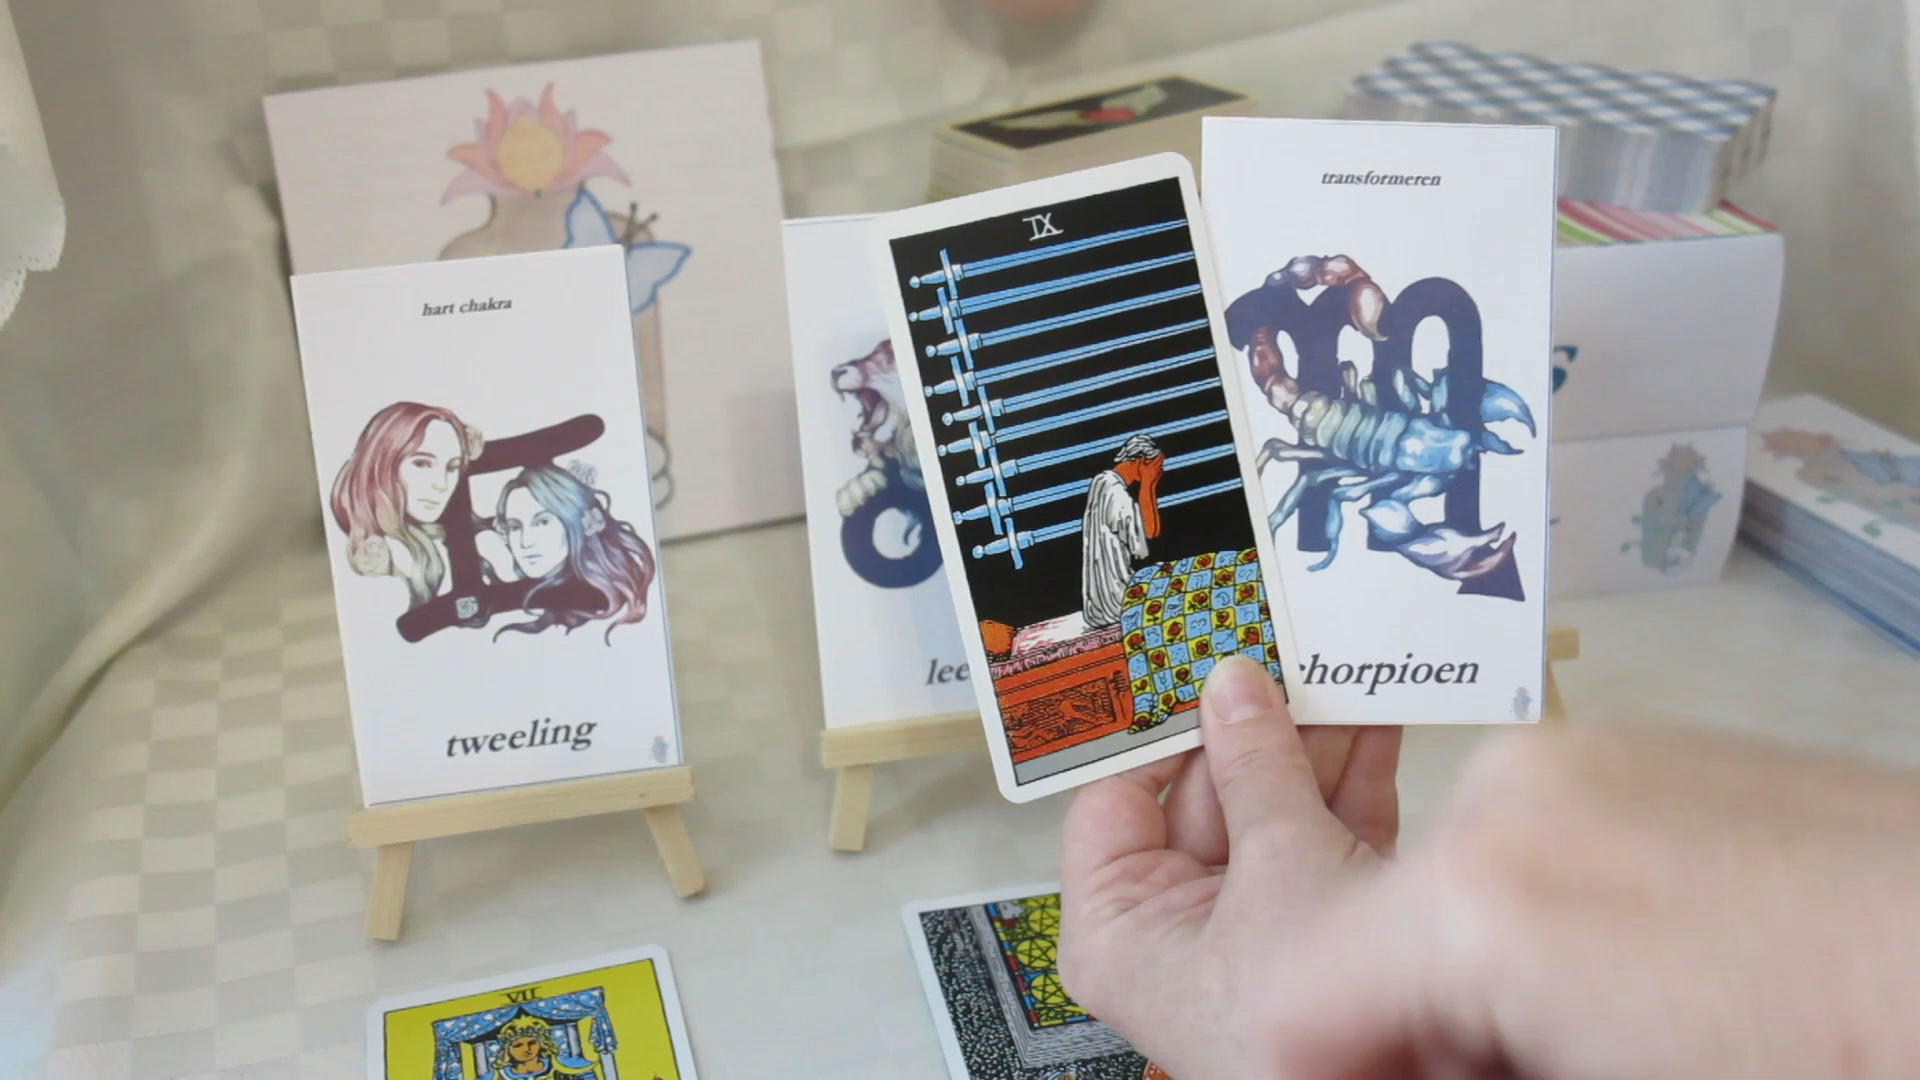 hart chakra
tweeling
lee
IX
transformeren
chorpioen
VII